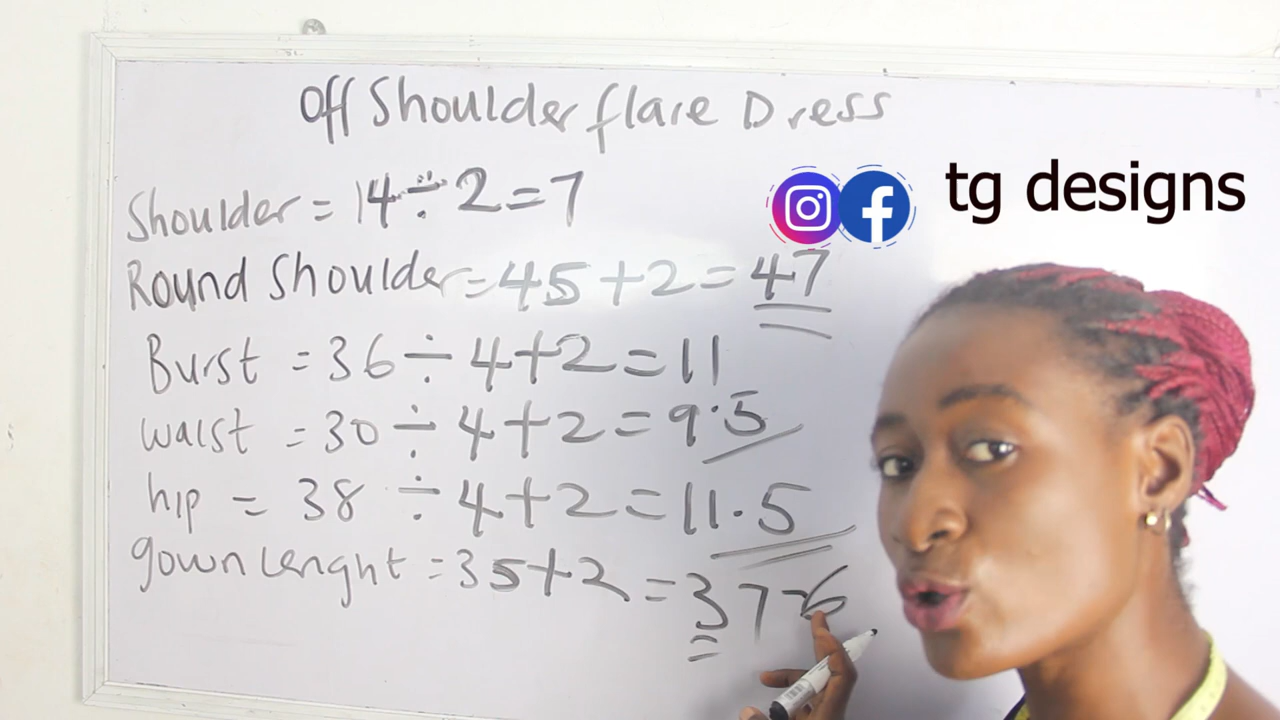 Off Shoulder flare Dress
tg designs
Shoulder = 14 ÷ 2 = 7
Round Shoulder = 45 + 2 = 47
Burst = 36 ÷ 4 + 2 = 11
waist = 30 ÷ 4 + 2 = 9.5
hip = 38 ÷ 4 + 2 = 11.5
gown Lenght = 35 + 2 = 37 - 6